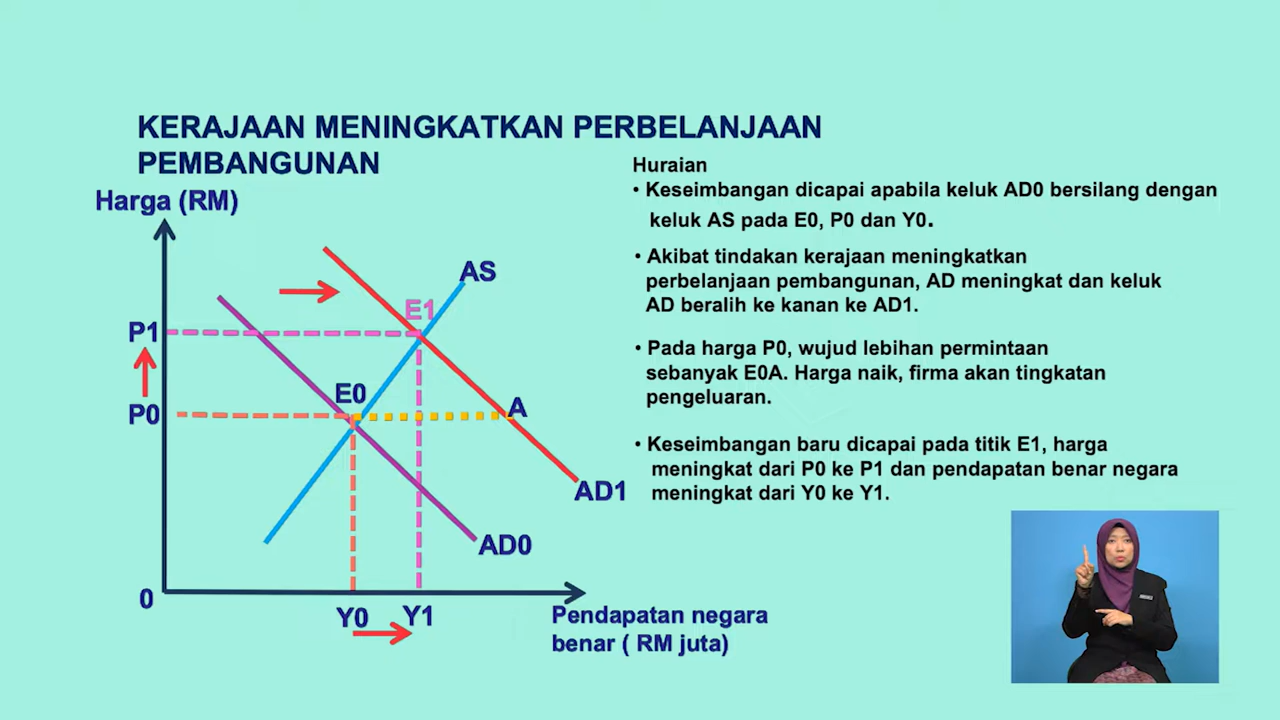 KERAJAAN MENINGKATKAN PERBELANJAAN
PEMBANGUNAN
Harga (RM)
AS
E1
P1
E0
P0
A
AD1
AD0
0
Y0
Y1
Pendapatan negara
benar ( RM juta)
Huraian
• Keseimbangan dicapai apabila keluk AD0 bersilang dengan
keluk AS pada E0, P0 dan Y0.
• Akibat tindakan kerajaan meningkatkan
perbelanjaan pembangunan, AD meningkat dan keluk
AD beralih ke kanan ke AD1.
• Pada harga P0, wujud lebihan permintaan
sebanyak E0A. Harga naik, firma akan tingkatan
pengeluaran.
• Keseimbangan baru dicapai pada titik E1, harga
meningkat dari P0 ke P1 dan pendapatan benar negara
meningkat dari Y0 ke Y1.